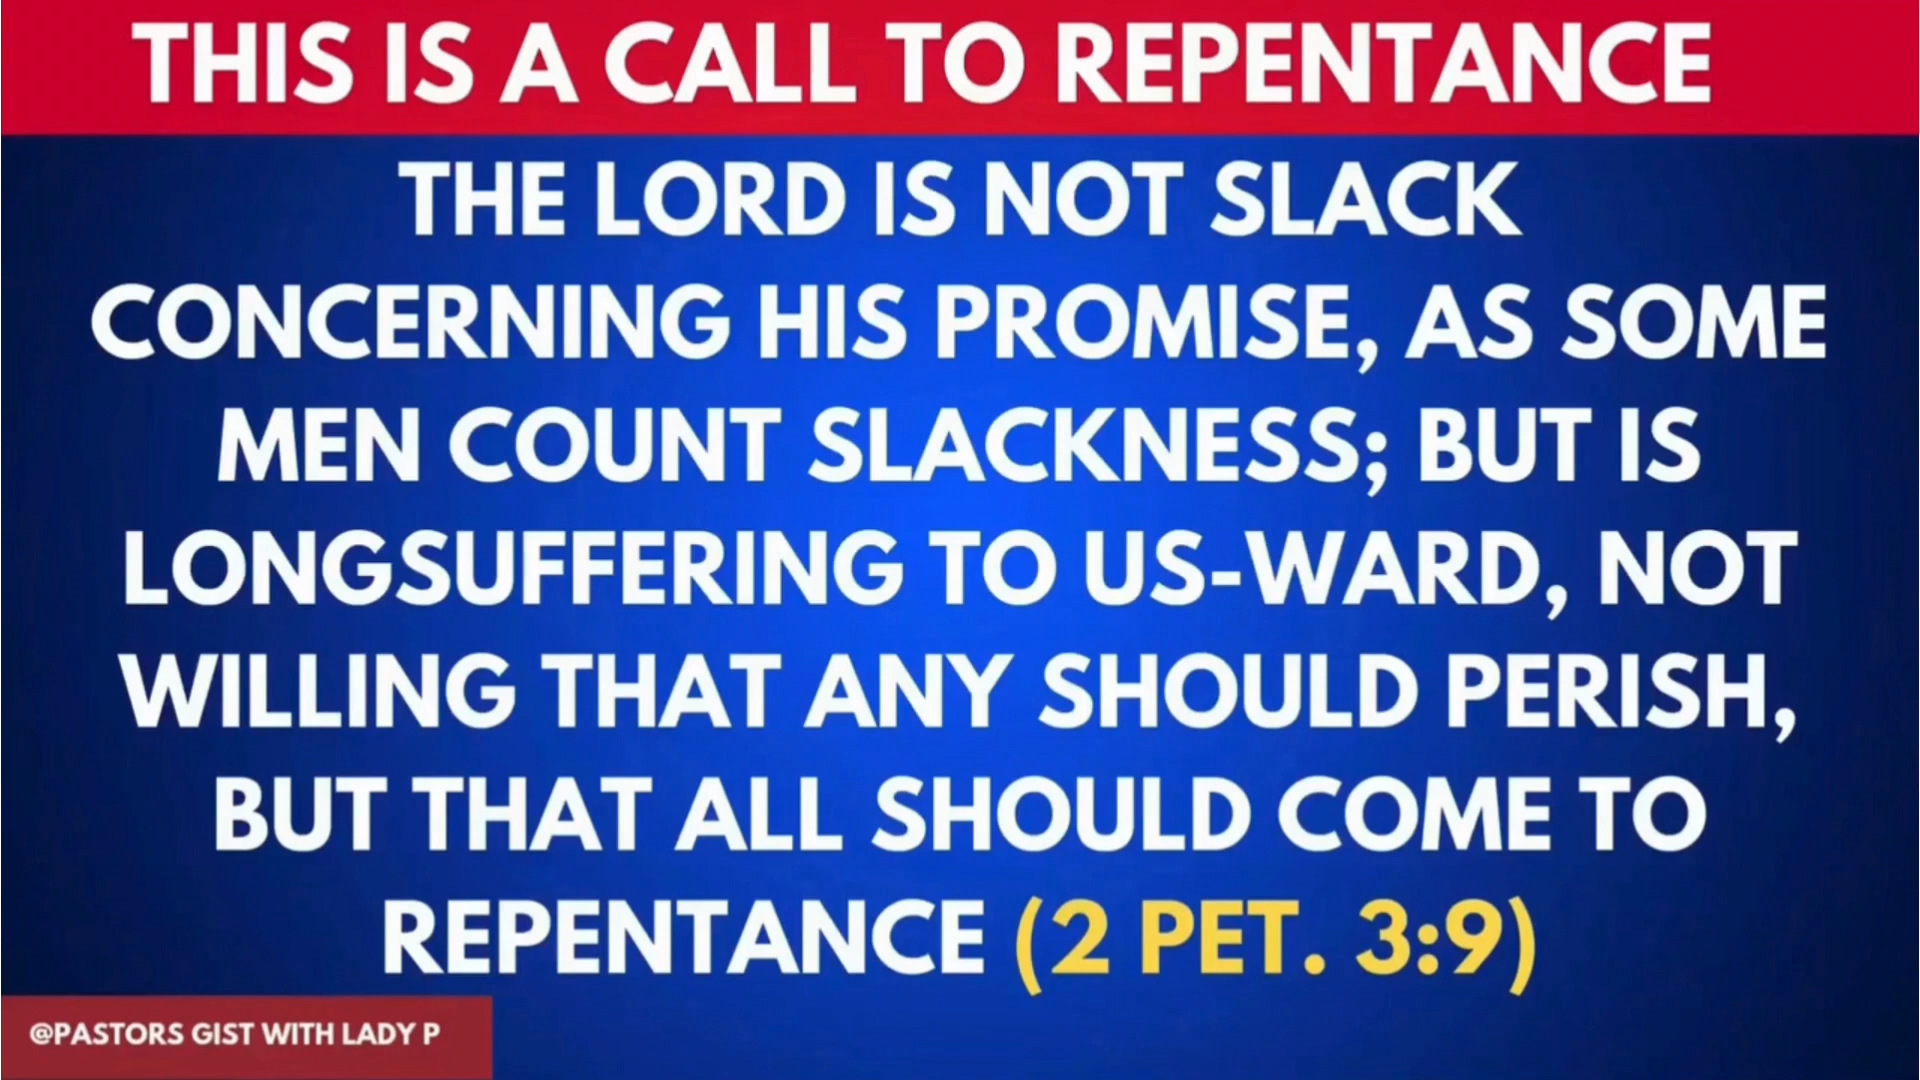 THIS IS A CALL TO REPENTANCE
THE LORD IS NOT SLACK
CONCERNING HIS PROMISE, AS SOME
MEN COUNT SLACKNESS; BUT IS
LONGSUFFERING TO US-WARD, NOT
WILLING THAT ANY SHOULD PERISH,
BUT THAT ALL SHOULD COME TO
REPENTANCE (2 PET. 3:9)
@PASTORS GIST WITH LADY P